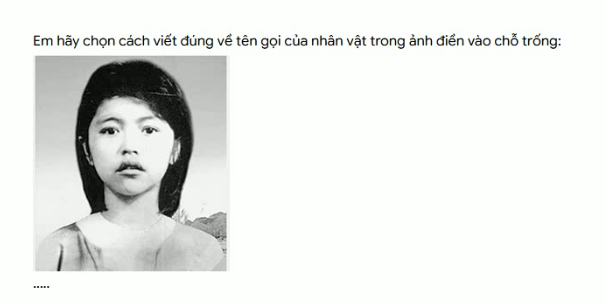 Em hãy chọn cách viết đúng về tên gọi của nhân vật trong ảnh điền vào chỗ trống:
.....